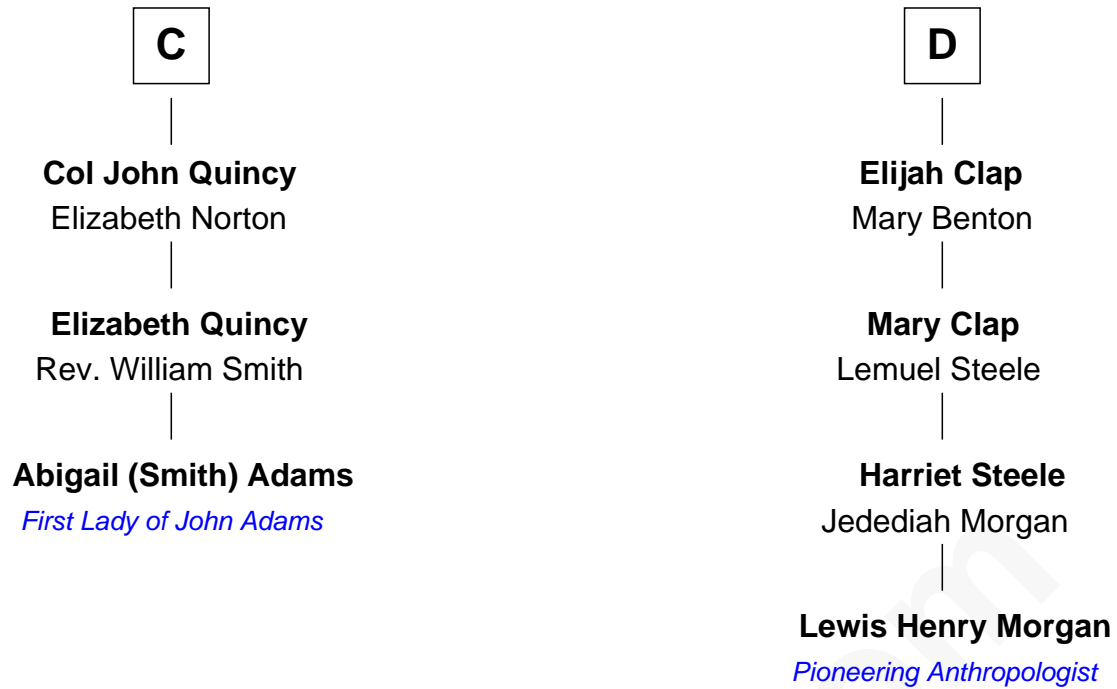 C
Col John Quincy
Elizabeth Norton
Elizabeth Quincy
Rev. William Smith
Abigail (Smith) Adams
First Lady of John Adams
D
Elijah Clap
Mary Benton
Mary Clap
Lemuel Steele
Harriet Steele
Jedediah Morgan
Lewis Henry Morgan
Pioneering Anthropologist